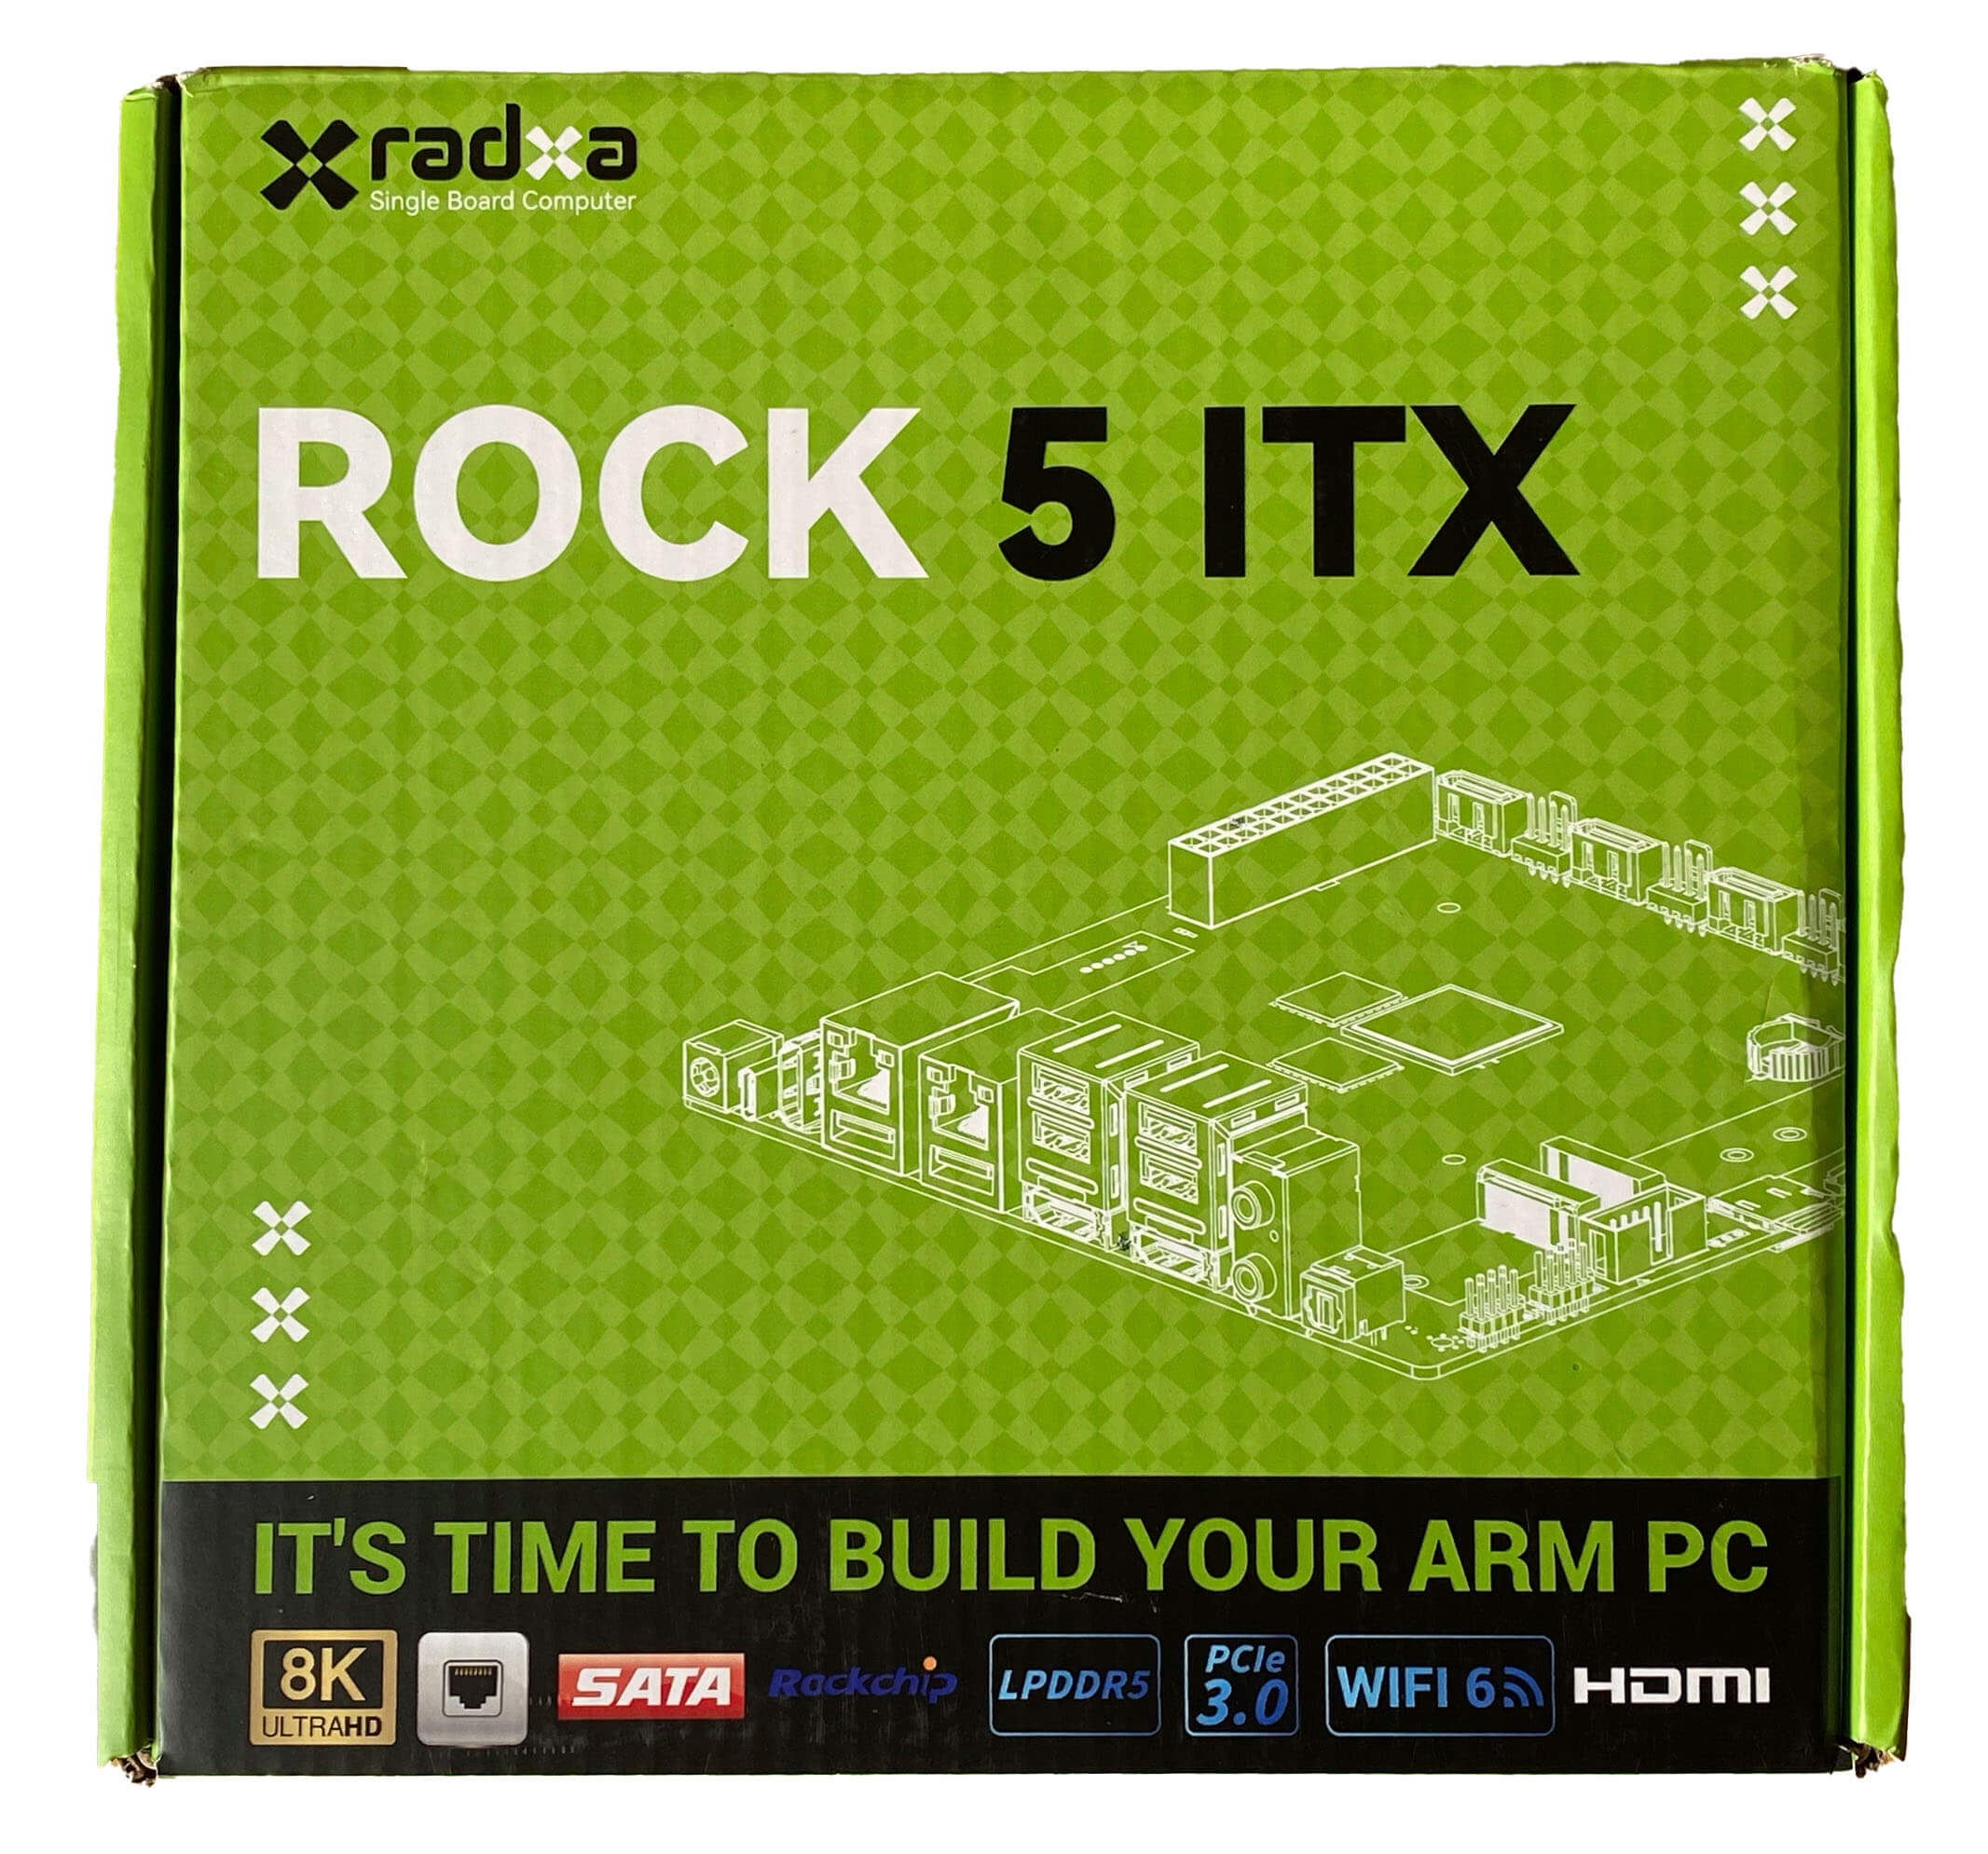 radxa
Single Board Computer
ROCK 5 ITX
IT'S TIME TO BUILD YOUR ARM PC
8K
ULTRAHD
SATA
Rockchip
LPDDR5
PCIe
3.0
WIFI 6
HDMI